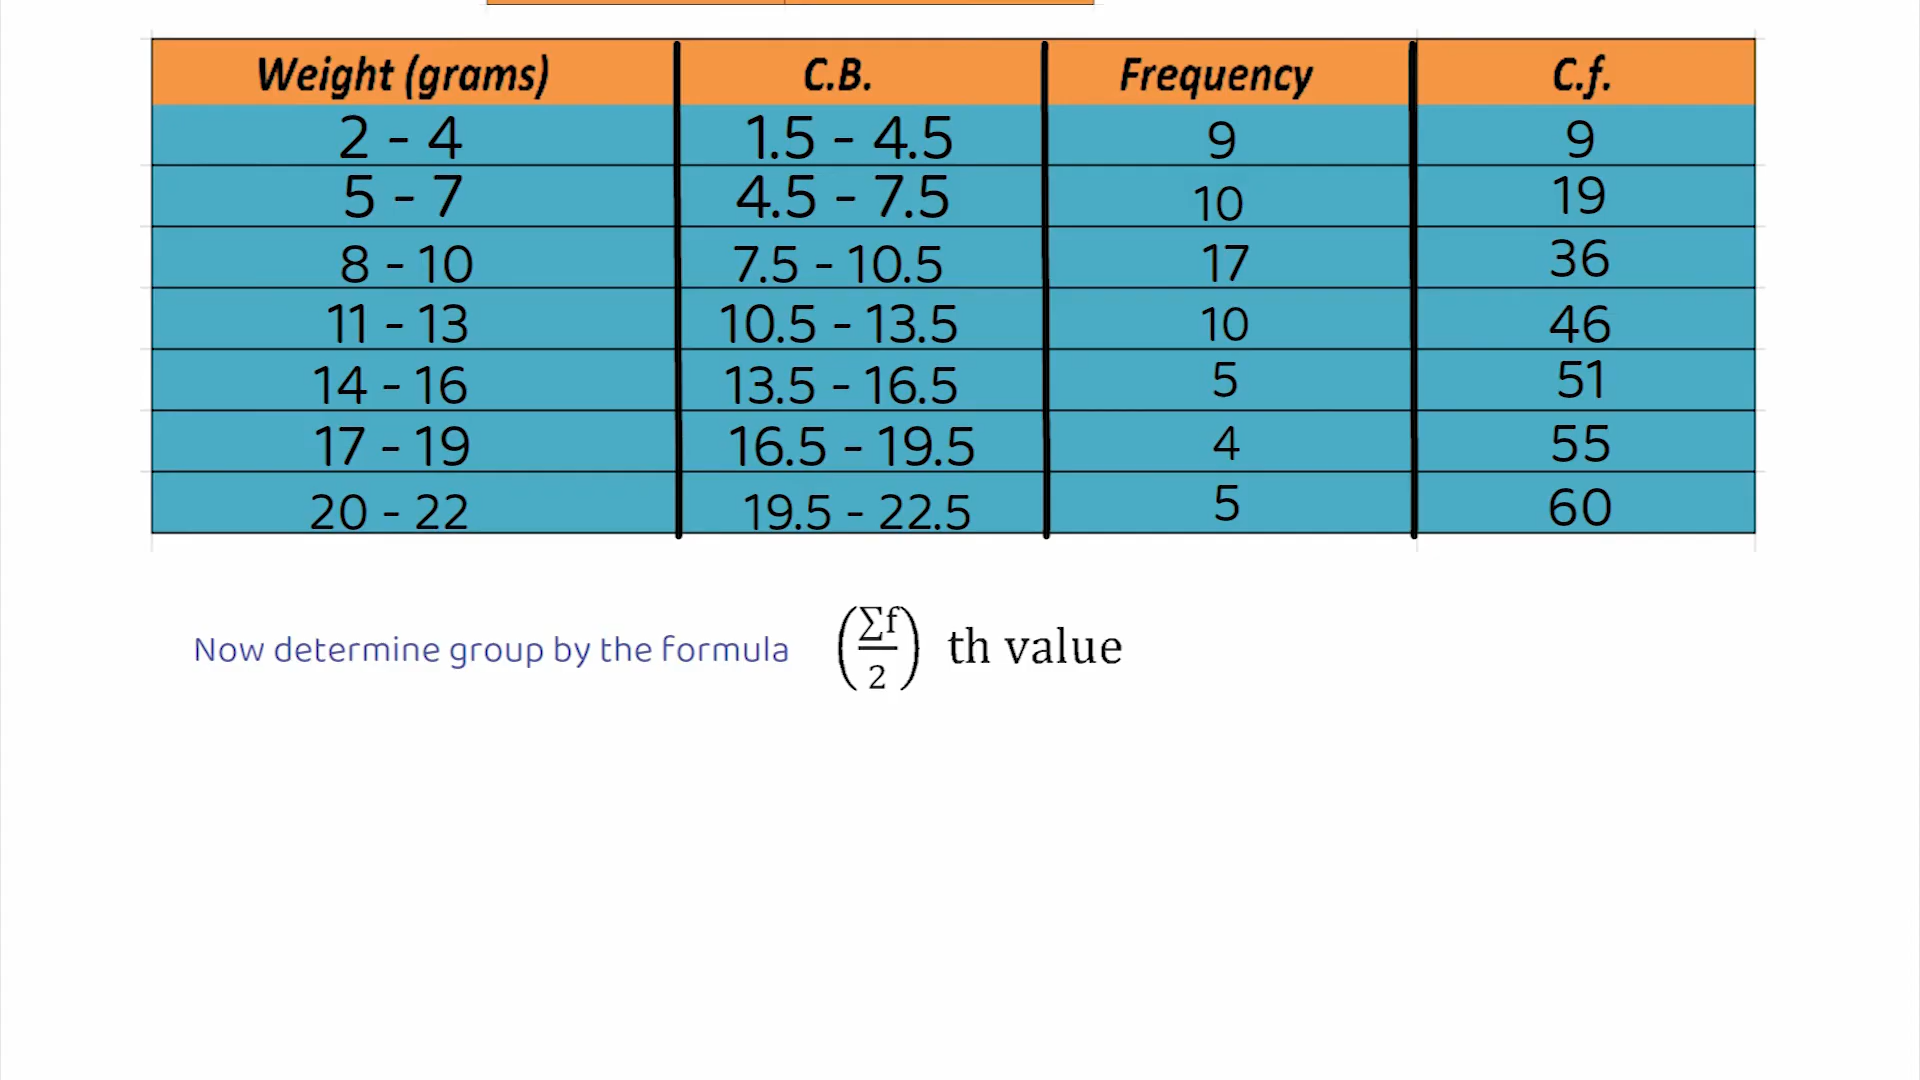 Weight (grams) C.B. Frequency C.f.
2 - 4 1.5 - 4.5 9 9
5 - 7 4.5 - 7.5 10 19
8 - 10 7.5 - 10.5 17 36
11 - 13 10.5 - 13.5 10 46
14 - 16 13.5 - 16.5 5 51
17 - 19 16.5 - 19.5 4 55
20 - 22 19.5 - 22.5 5 60
Now determine group by the formula (∑f/2) th value